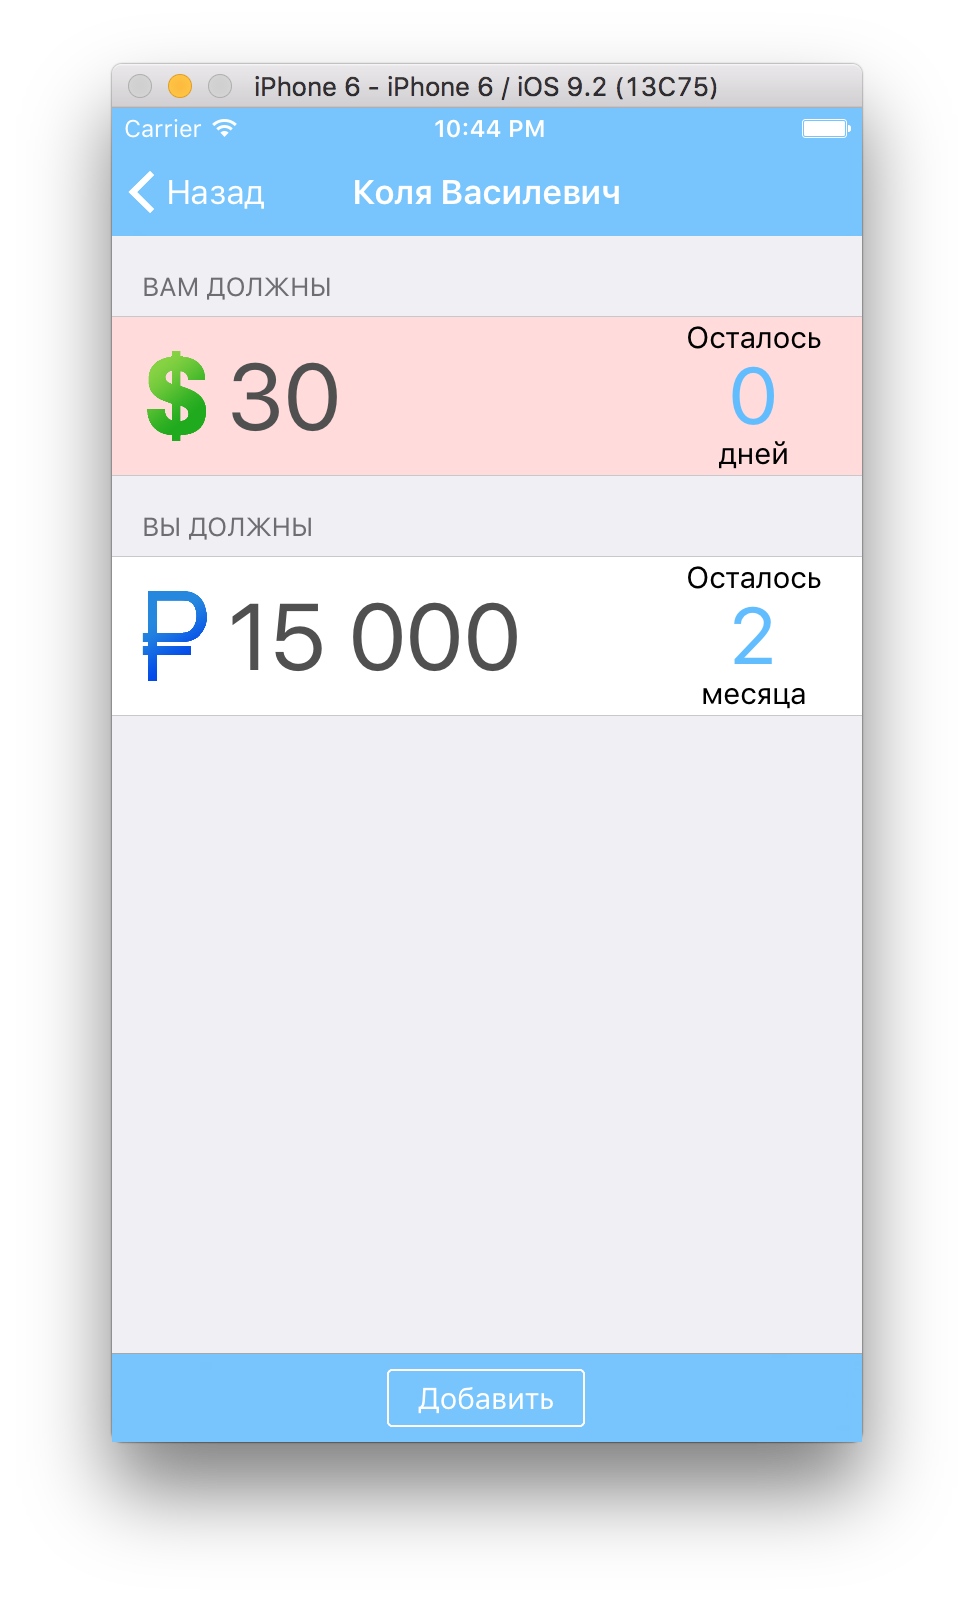 iPhone 6 - iPhone 6 / iOS 9.2 (13C75)
Carrier 10:44 PM
Назад Коля Василевич
ВАМ ДОЛЖНЫ
$ 30
Осталось
0
дней
ВЫ ДОЛЖНЫ
₽ 15 000
Осталось
2
месяца
Добавить